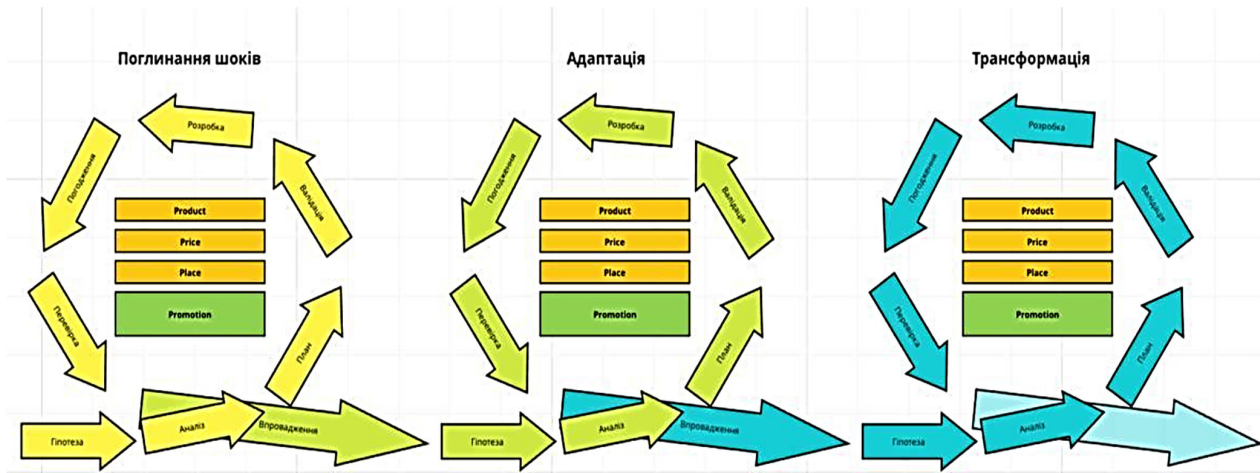 Поглинання шоків
Розробка
Погодження
Валідація
Product
Price
Place
Promotion
Перевірка
План
Гіпотеза
Аналіз
Впровадження
Адаптація
Розробка
Погодження
Валідація
Product
Price
Place
Promotion
Перевірка
План
Гіпотеза
Аналіз
Впровадження
Трансформація
Розробка
Погодження
Валідація
Product
Price
Place
Promotion
Перевірка
План
Гіпотеза
Аналіз